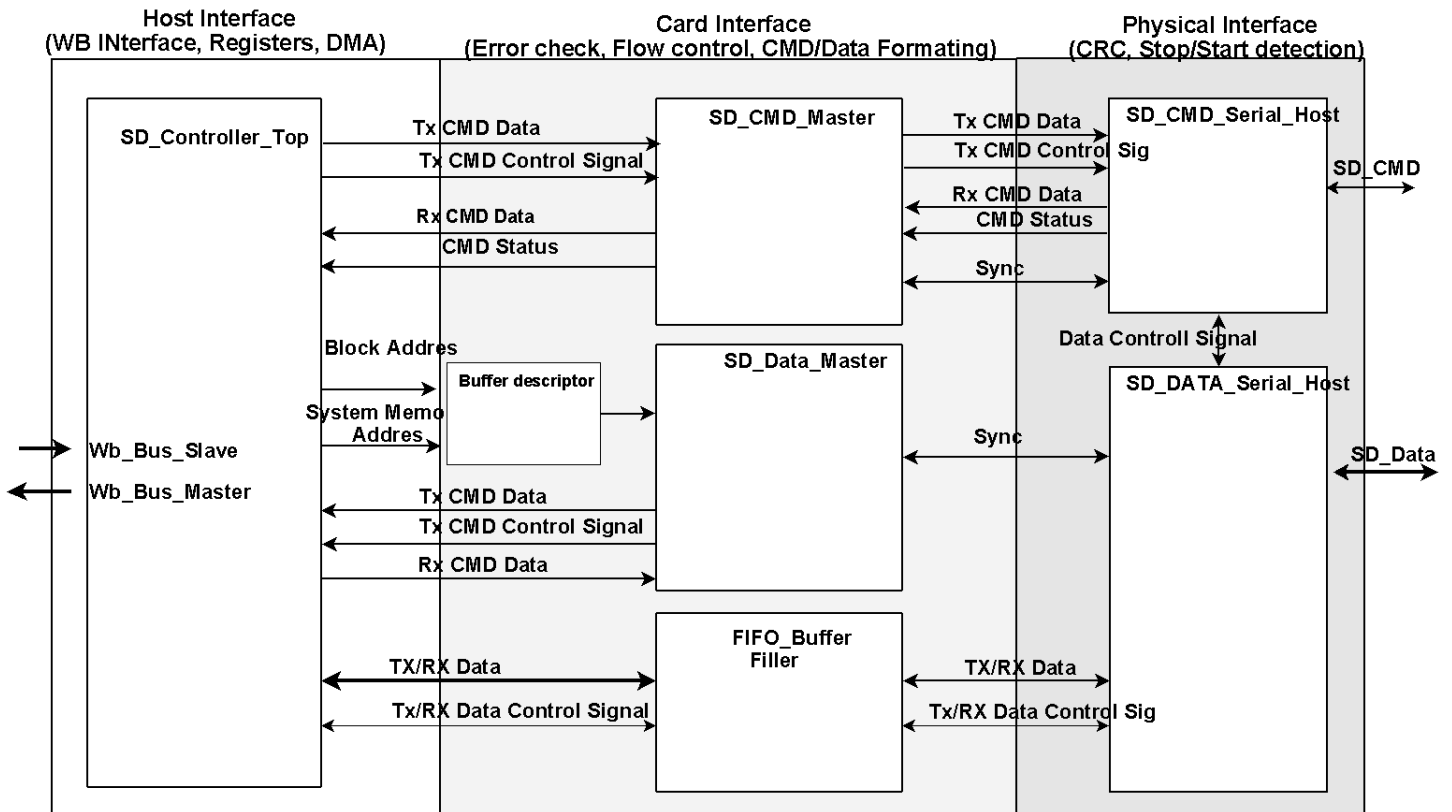 Host Interface
(WB INterface, Registers, DMA)
Card Interface
(Error check, Flow control, CMD/Data Formating)
Physical Interface
(CRC, Stop/Start detection)
SD_Controller_Top
Tx CMD Data
Tx CMD Control Signal
Rx CMD Data
CMD Status
SD_CMD_Master
Tx CMD Data
Tx CMD Control Sig
Rx CMD Data
CMD Status
Sync
SD_CMD_Serial_Host
SD_CMD
Data Controll Signal
Block Addres
System Memo
Addres
Buffer descriptor
SD_Data_Master
Sync
SD_DATA_Serial_Host
SD_Data
Wb_Bus_Slave
Wb_Bus_Master
Tx CMD Data
Tx CMD Control Signal
Rx CMD Data
FIFO_Buffer
Filler
TX/RX Data
Tx/RX Data Control Signal
TX/RX Data
Tx/RX Data Control Sig